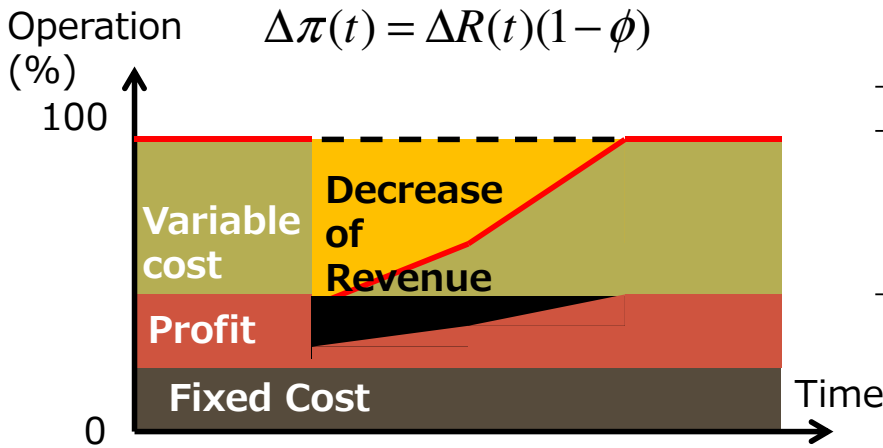 Operation
(%)
Δπ(t) = ΔR(t)(1−ϕ)
100
Decrease
of
Revenue
Variable
cost
Profit
Fixed Cost
Time
0